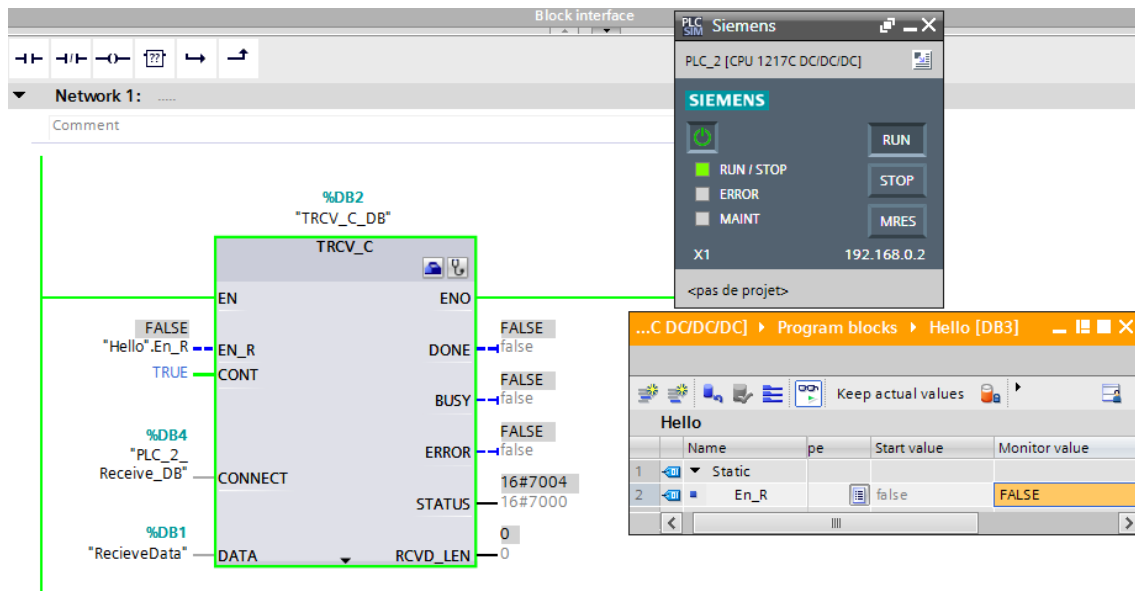 Block interface
??
Network 1: .....
Comment
%DB2
"TRCV_C_DB"
TRCV_C
EN
ENO
FALSE
"Hello".En_R
EN_R
DONE
FALSE
false
TRUE
CONT
BUSY
FALSE
false
ERROR
FALSE
false
%DB4
"PLC_2_
Receive_DB"
CONNECT
STATUS
16#7004
16#7000
%DB1
"RecieveData"
DATA
RCVD_LEN
0
0
PLC SIM Siemens
PLC_2 [CPU 1217C DC/DC/DC]
SIEMENS
RUN / STOP
ERROR
MAINT
RUN
STOP
MRES
X1 192.168.0.2
<pas de projet>
...C DC/DC/DC] Program blocks Hello [DB3]
Keep actual values
Hello
Name pe Start value Monitor value
1 Static
2 En_R false FALSE